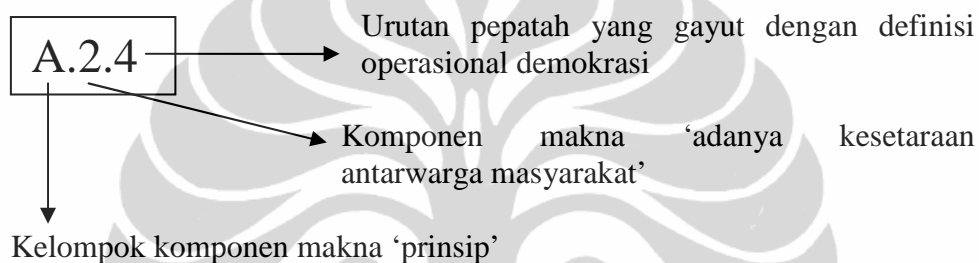 A.2.4
Urutan pepatah yang gayut dengan definisi
operasional demokrasi
Komponen makna ‘adanya kesetaraan
antarwarga masyarakat’
Kelompok komponen makna ‘prinsip’